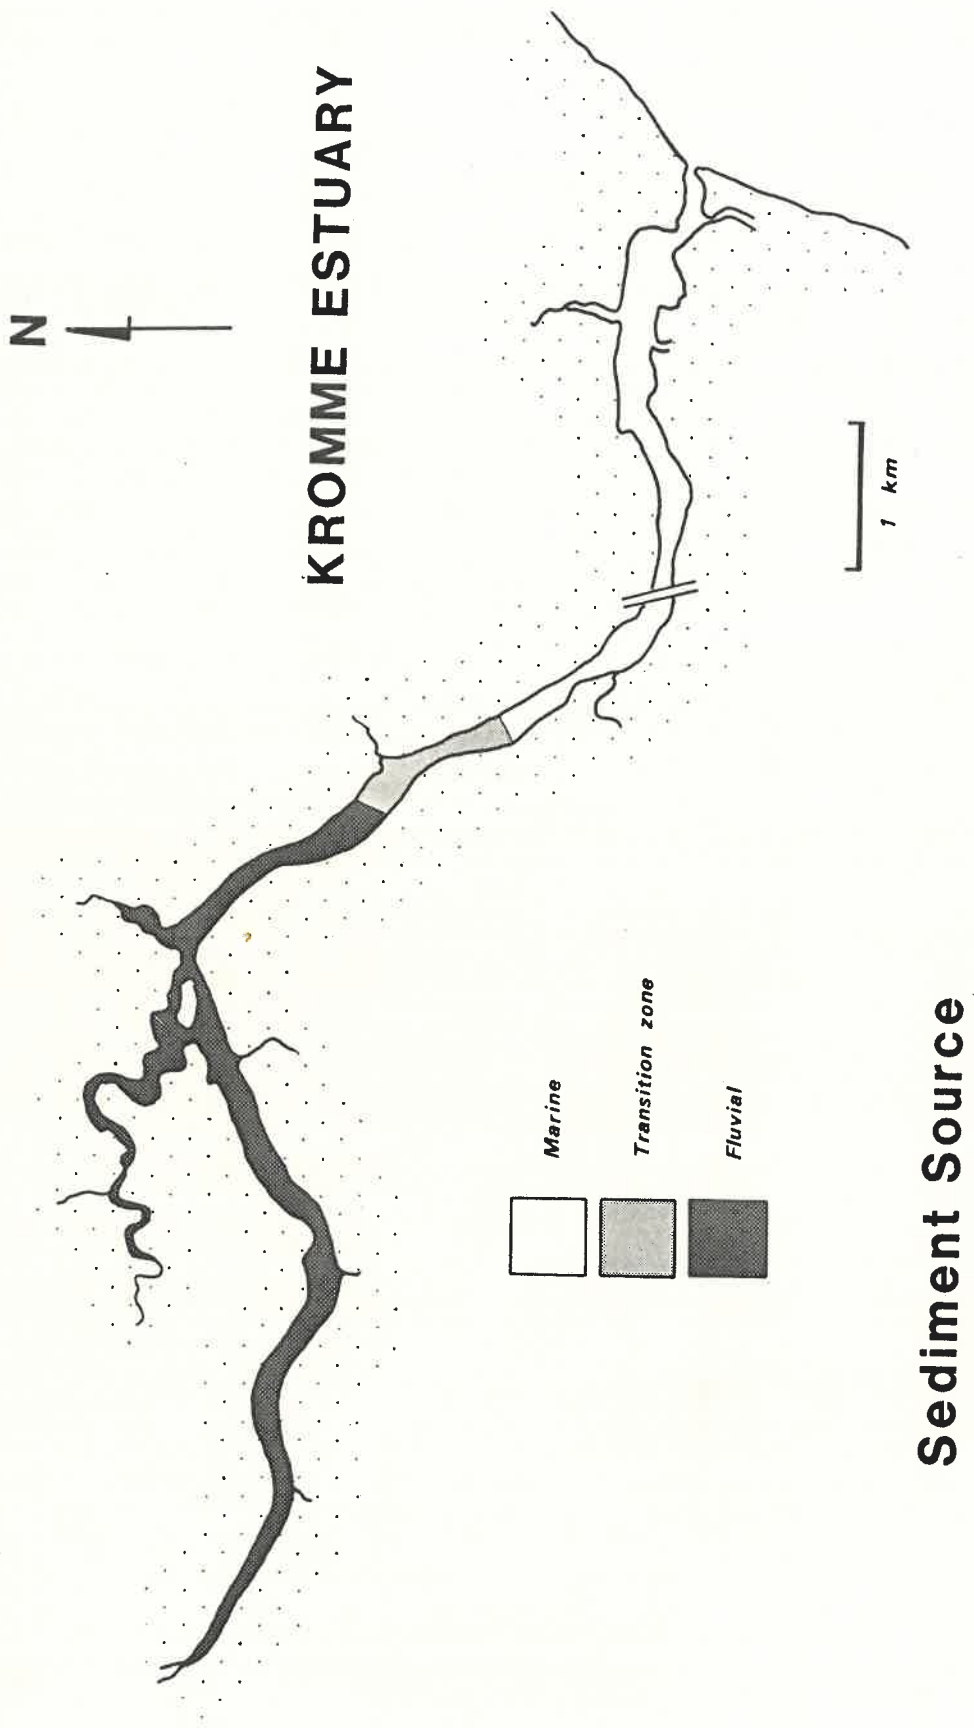 N
KROMME ESTUARY
1 km
Marine
Transition zone
Fluvial
Sediment Source